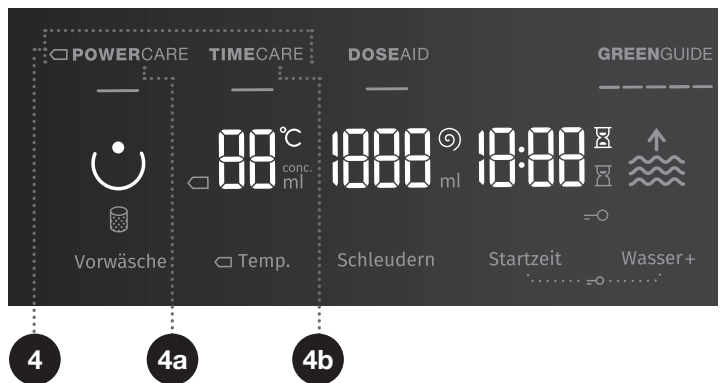 POWERCARE TIMECARE DOSEAID GREENGUIDE
88 °C 1888 18:88
conc.
ml ml
Vorwäsche Temp. Schleudern Startzeit Wasser+
4 4a 4b